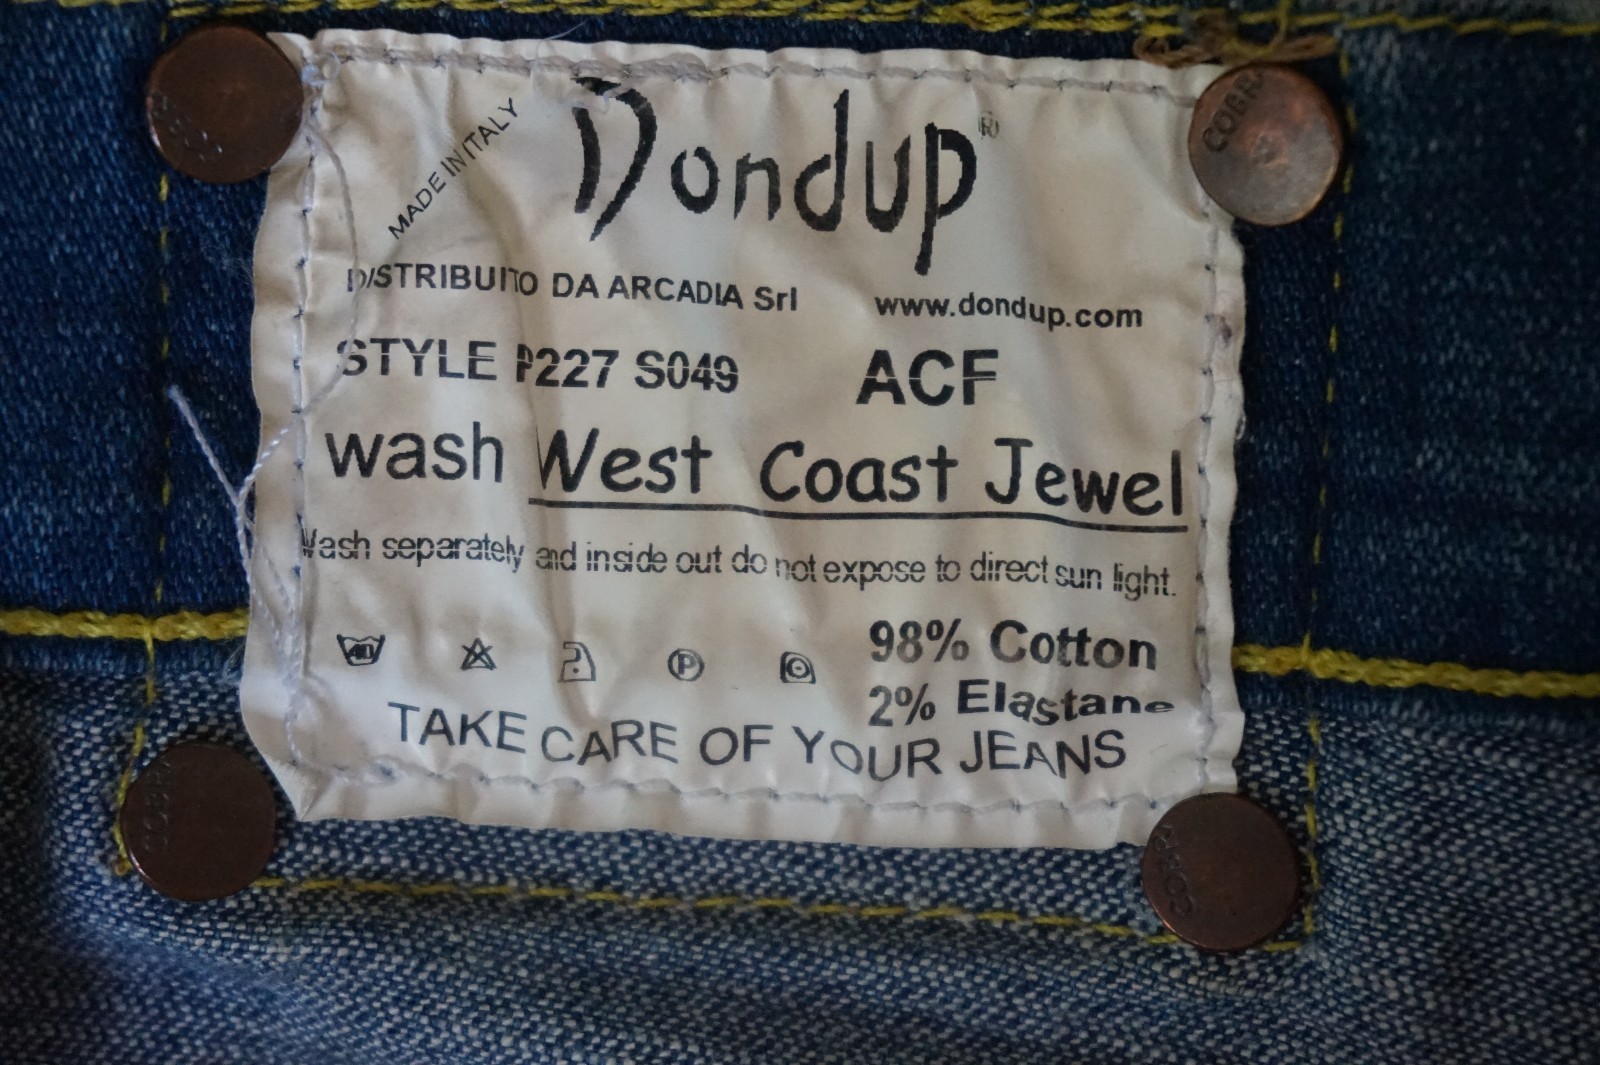 MADE IN ITALY
Dondup®
DISTRIBUITO DA ARCADIA Srl
www.dondup.com
STYLE P227 S049 ACF
wash West Coast Jewel
Wash separately and inside out do not expose to direct sun light.
40
P
98% Cotton
2% Elastane
TAKE CARE OF YOUR JEANS
COBRA
COBRA
COBRA